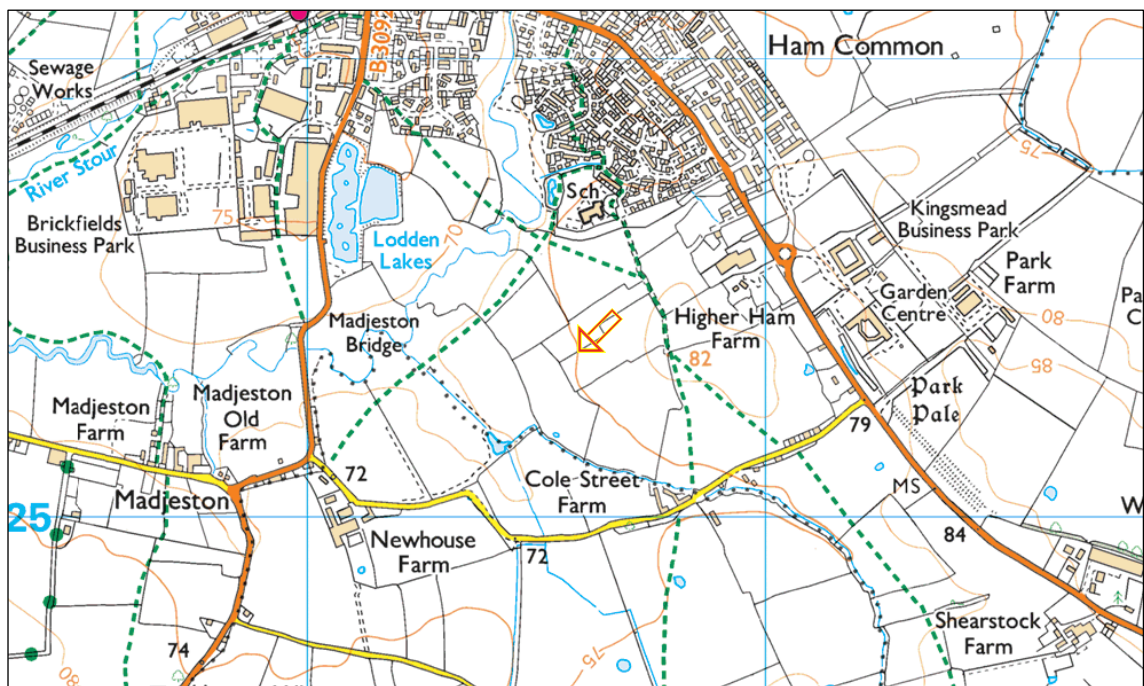 B3092
Ham Common
Sewage
Works
River Stour
75
Sch
Kingsmead
Business Park
75
Brickfields
Business Park
70
Lodden
Lakes
Park
Farm
Garden
Centre
80
Madjeston
Bridge
Higher Ham
Farm
82
85
Madjeston
Farm
Madjeston
Old
Farm
Park
Pale
79
72
Cole Street
Farm
MS
Madjeston
25
Newhouse
Farm
72
84
Shearstock
Farm
74
75
80